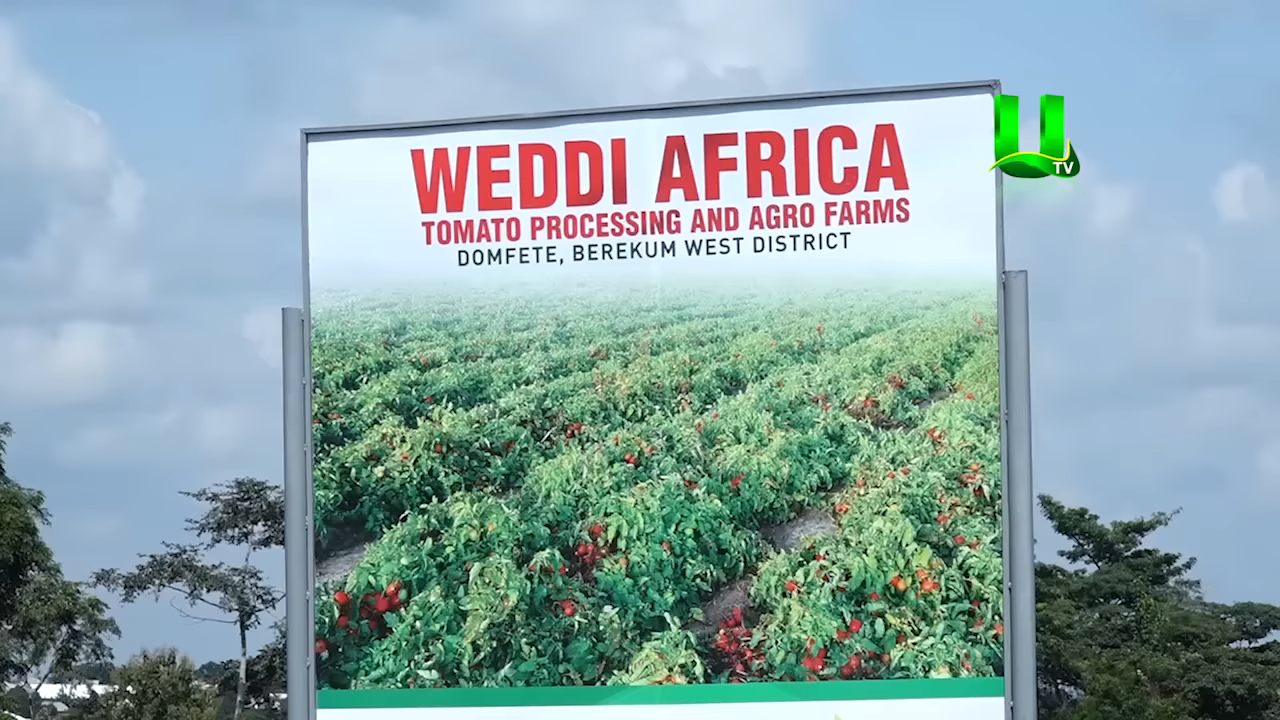 WEDDI AFRICA
TOMATO PROCESSING AND AGRO FARMS
DOMFETE, BEREKUM WEST DISTRICT
U TV